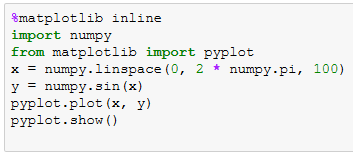 %matplotlib inline
import numpy
from matplotlib import pyplot
x = numpy.linspace(0, 2 * numpy.pi, 100)
y = numpy.sin(x)
pyplot.plot(x, y)
pyplot.show()